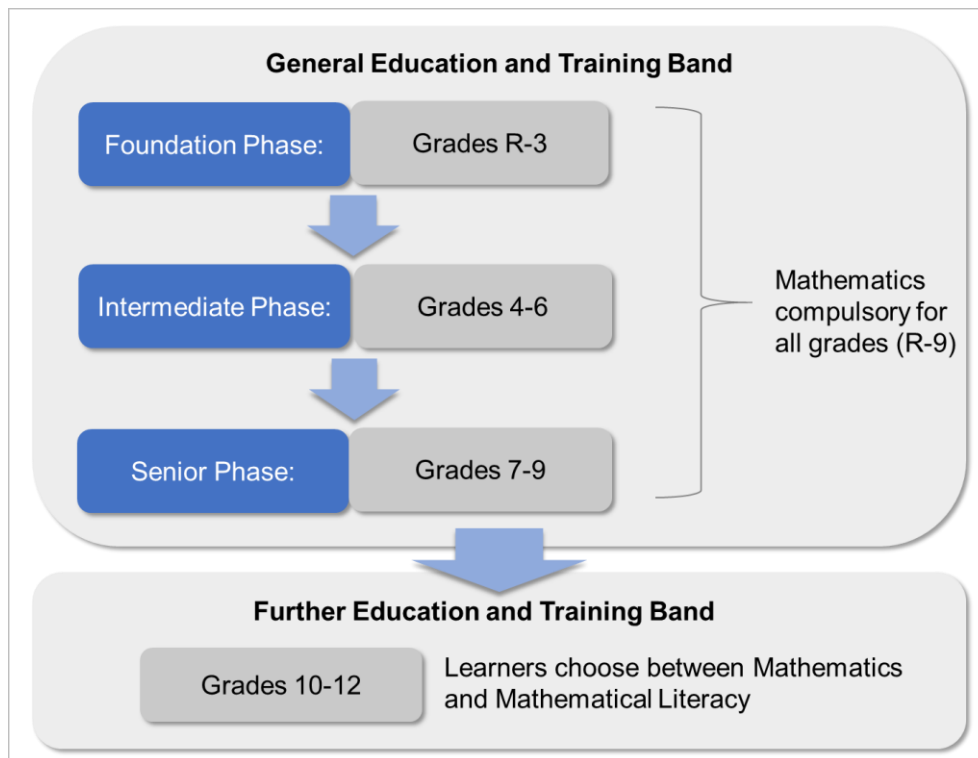 General Education and Training Band
Foundation Phase:
Grades R-3
Intermediate Phase:
Grades 4-6
Mathematics
compulsory for
all grades (R-9)
Senior Phase:
Grades 7-9
Further Education and Training Band
Grades 10-12
Learners choose between Mathematics
and Mathematical Literacy